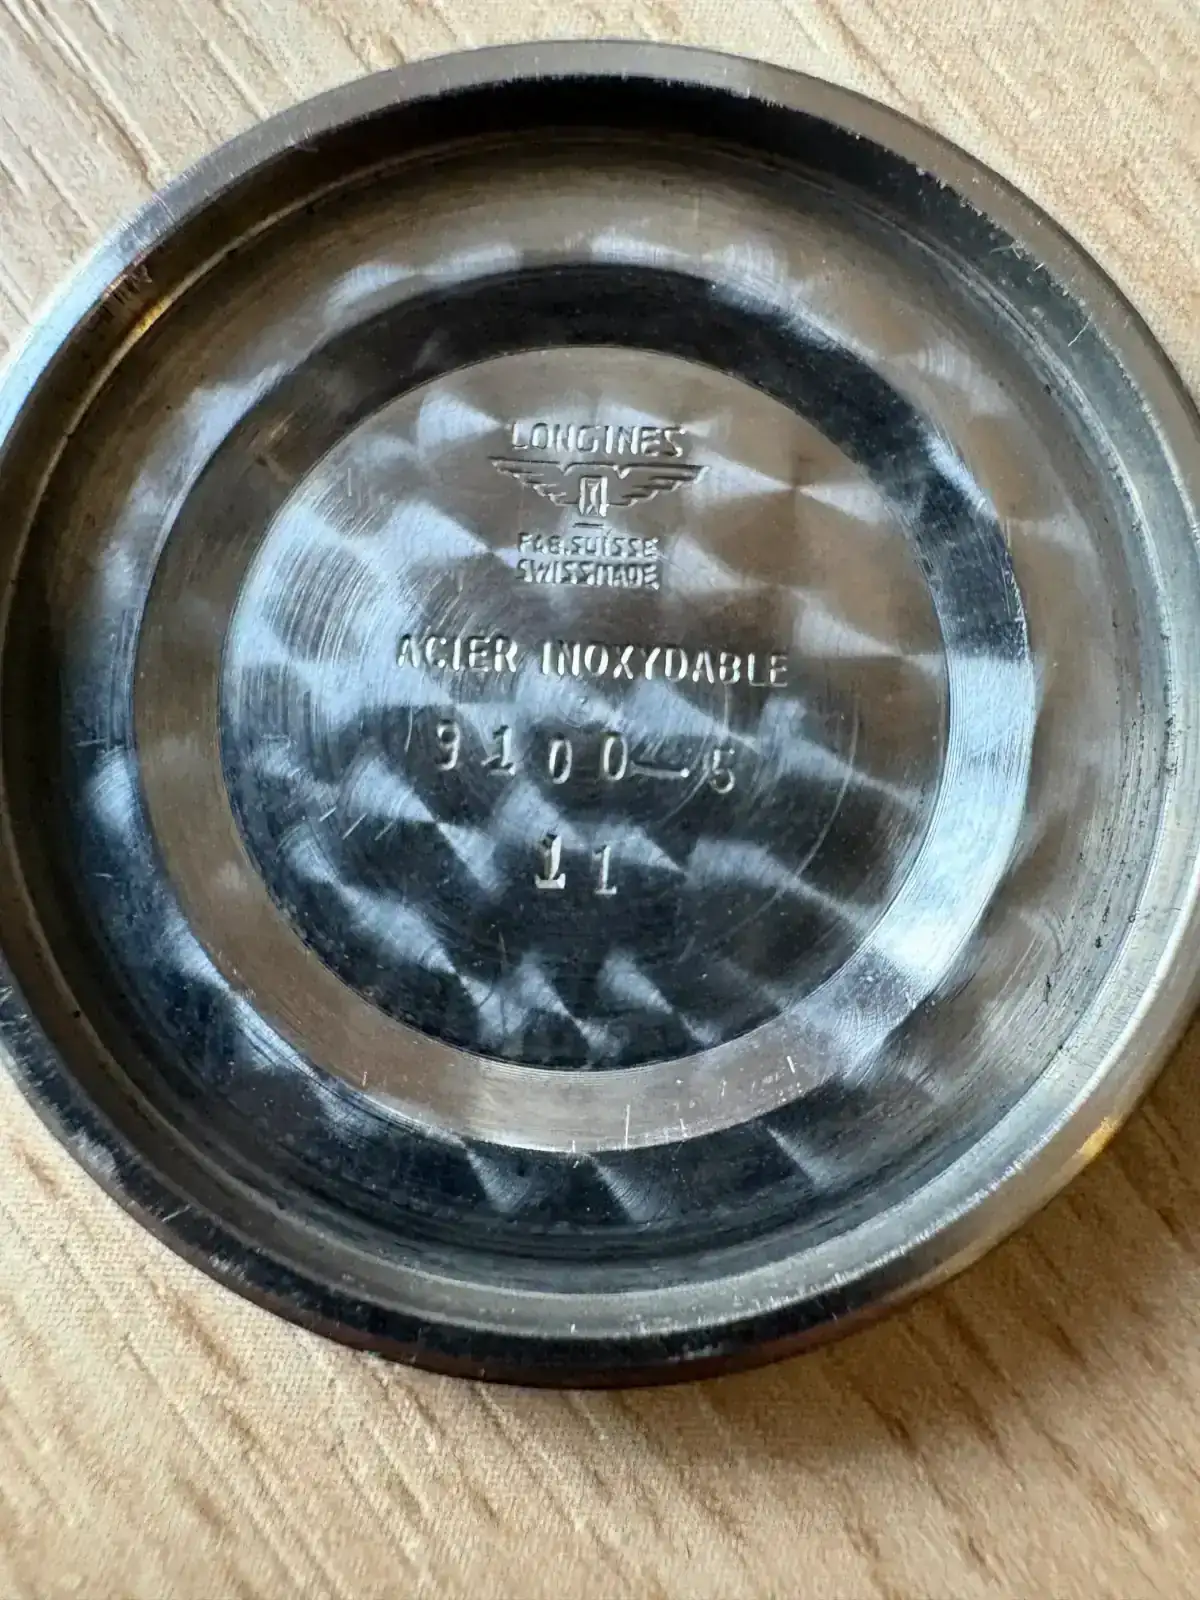 LONGINES
FAB.SUISSE
SWISSMADE
ACIER INOXYDABLE
9100-5
11